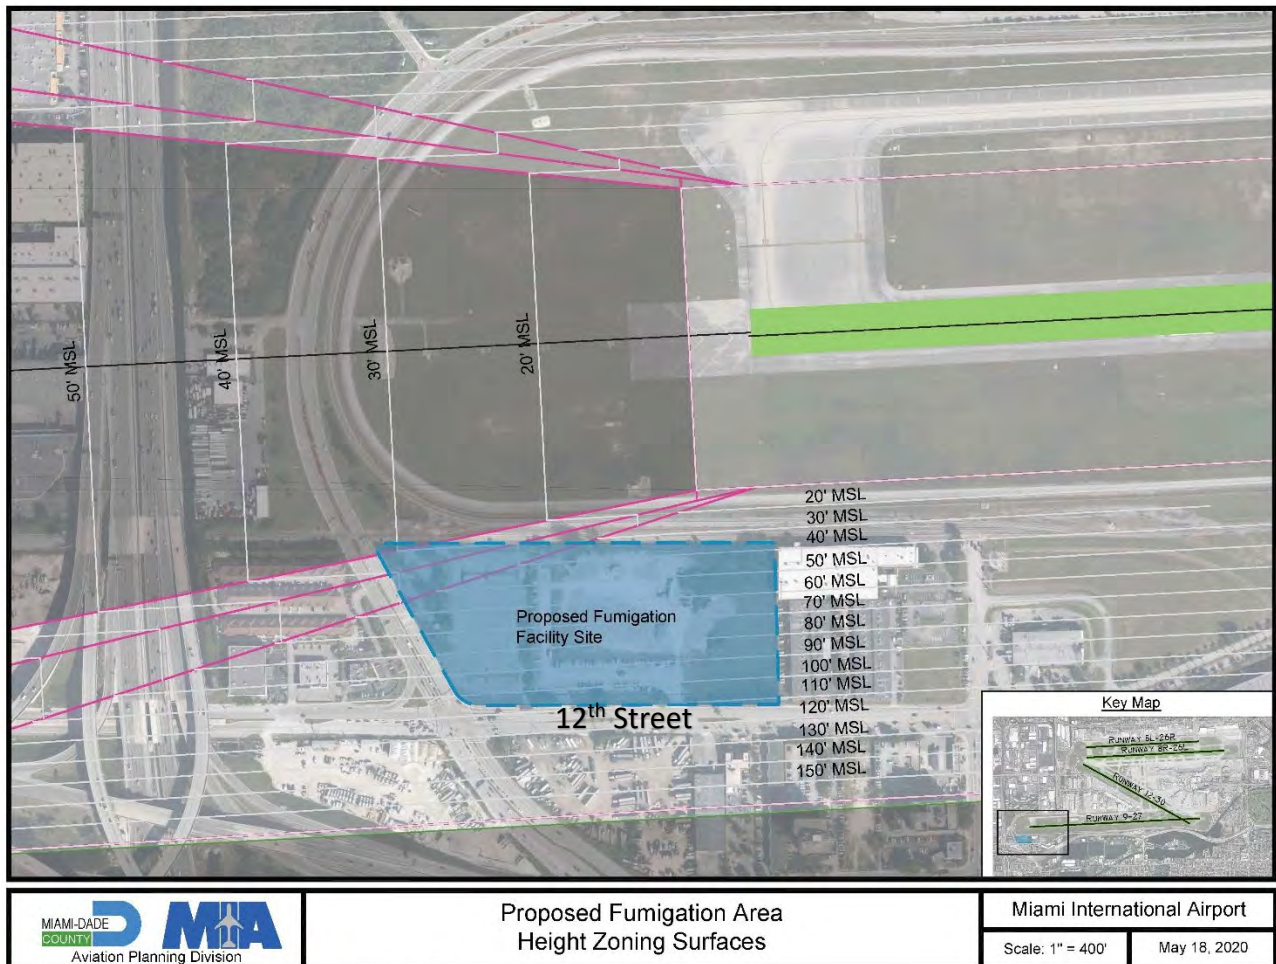 50' MSL
40' MSL
30' MSL
20' MSL
20' MSL
30' MSL
40' MSL
50' MSL
60' MSL
70' MSL
80' MSL
90' MSL
100' MSL
110' MSL
120' MSL
130' MSL
140' MSL
150' MSL
Proposed Fumigation
Facility Site
12th Street
Key Map
RUNWAY 8L-26R
RUNWAY 8R-26L
RUNWAY 12-30
RUNWAY 9-27
MIAMI-DADE
COUNTY
MIA
Aviation Planning Division
Proposed Fumigation Area
Height Zoning Surfaces
Miami International Airport
Scale: 1" = 400'
May 18, 2020